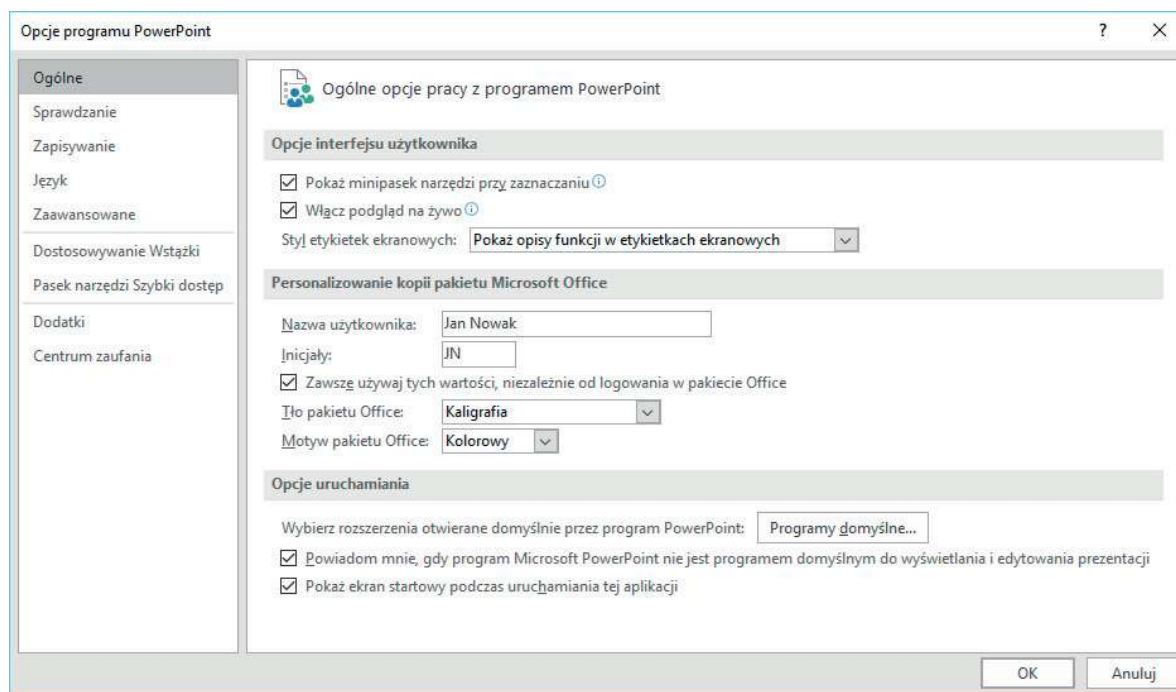 Opcje programu PowerPoint
?
Ogólne
Sprawdzanie
Zapisywanie
Język
Zaawansowane
Dostosowywanie Wstążki
Pasek narzędzi Szybki dostęp
Dodatki
Centrum zaufania
Ogólne opcje pracy z programem PowerPoint
Opcje interfejsu użytkownika
Pokaż minipasek narzędzi przy zaznaczaniu
Włącz podgląd na żywo
Styl etykietek ekranowych: Pokaż opisy funkcji w etykietkach ekranowych
Personalizowanie kopii pakietu Microsoft Office
Nazwa użytkownika: Jan Nowak
Inicjały: JN
Zawsze używaj tych wartości, niezależnie od logowania w pakiecie Office
Tło pakietu Office: Kaligrafia
Motyw pakietu Office: Kolorowy
Opcje uruchamiania
Wybierz rozszerzenia otwierane domyślnie przez program PowerPoint: Programy domyślne...
Powiadom mnie, gdy program Microsoft PowerPoint nie jest programem domyślnym do wyświetlania i edytowania prezentacji
Pokaż ekran startowy podczas uruchamiania tej aplikacji
OK Anuluj